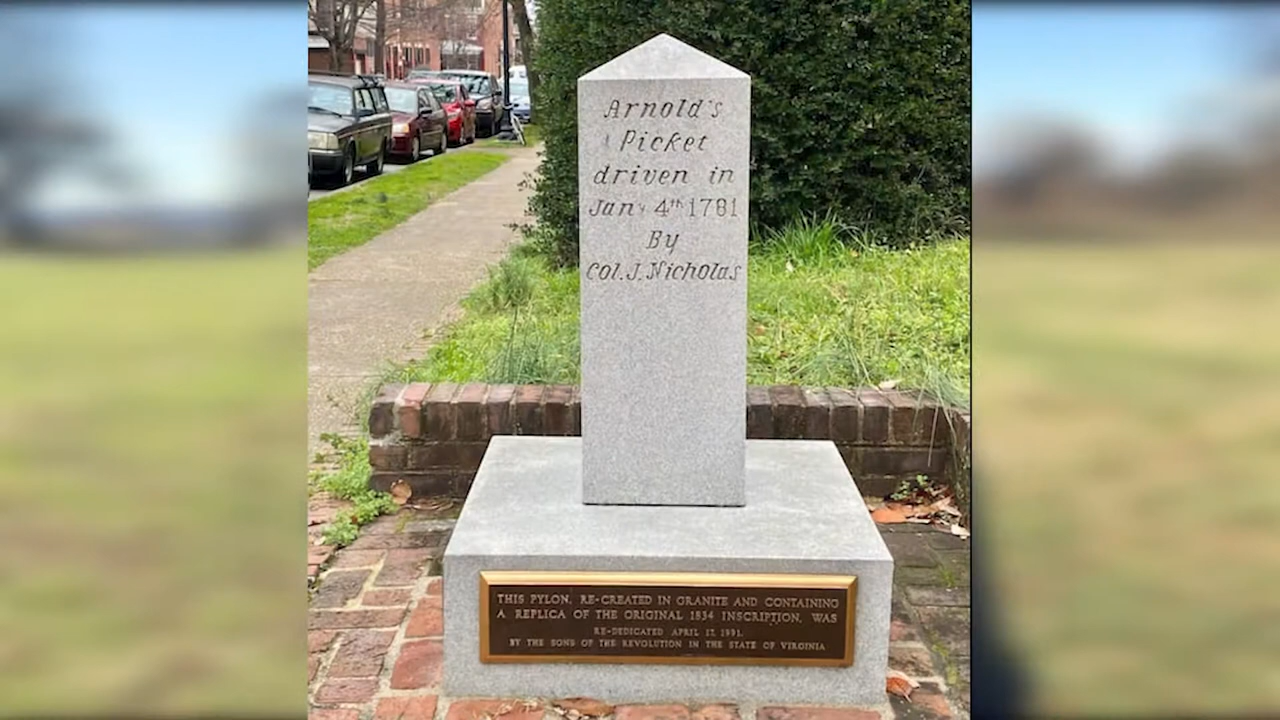 Arnold's
Picket
driven in
Jany 4th 1781
By
Col. J. Nicholas
THIS PYLON, RE-CREATED IN GRANITE AND CONTAINING
A REPLICA OF THE ORIGINAL 1834 INSCRIPTION, WAS
RE-DEDICATED APRIL 17, 1991,
BY THE SONS OF THE REVOLUTION IN THE STATE OF VIRGINIA